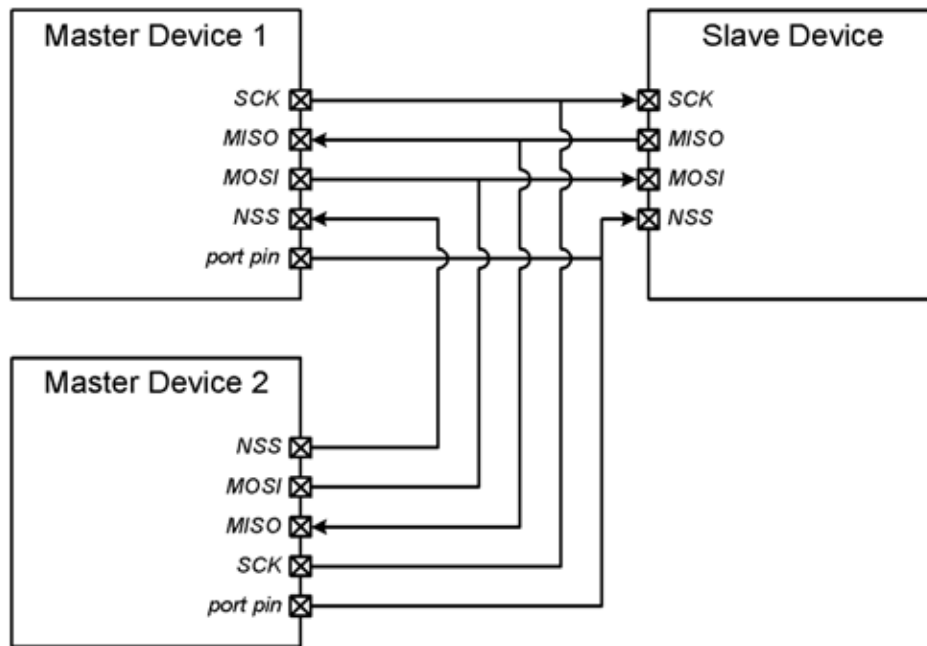 Master Device 1
SCK
MISO
MOSI
NSS
port pin
Slave Device
SCK
MISO
MOSI
NSS
Master Device 2
NSS
MOSI
MISO
SCK
port pin